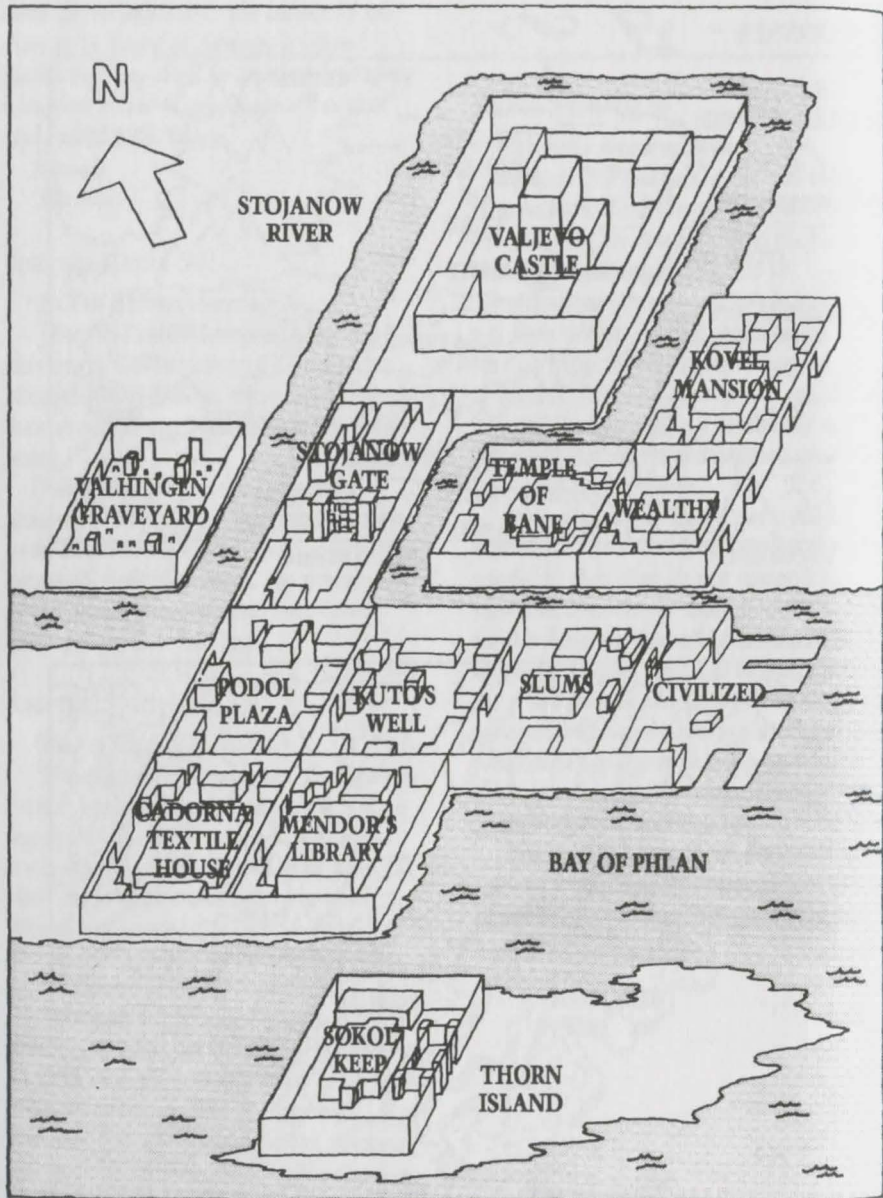 N
STOJANOW
RIVER
VALJEVO
CASTLE
KOVEL
MANSION
STOJANOW
GATE
VALHINGEN
GRAVEYARD
TEMPLE
OF
BANE
WEALTHY
PODOL
PLAZA
KUTO'S
WELL
SLUMS
CIVILIZED
CADORNA
TEXTILE
HOUSE
MENDOR'S
LIBRARY
BAY OF PHLAN
SOKOL
KEEP
THORN
ISLAND